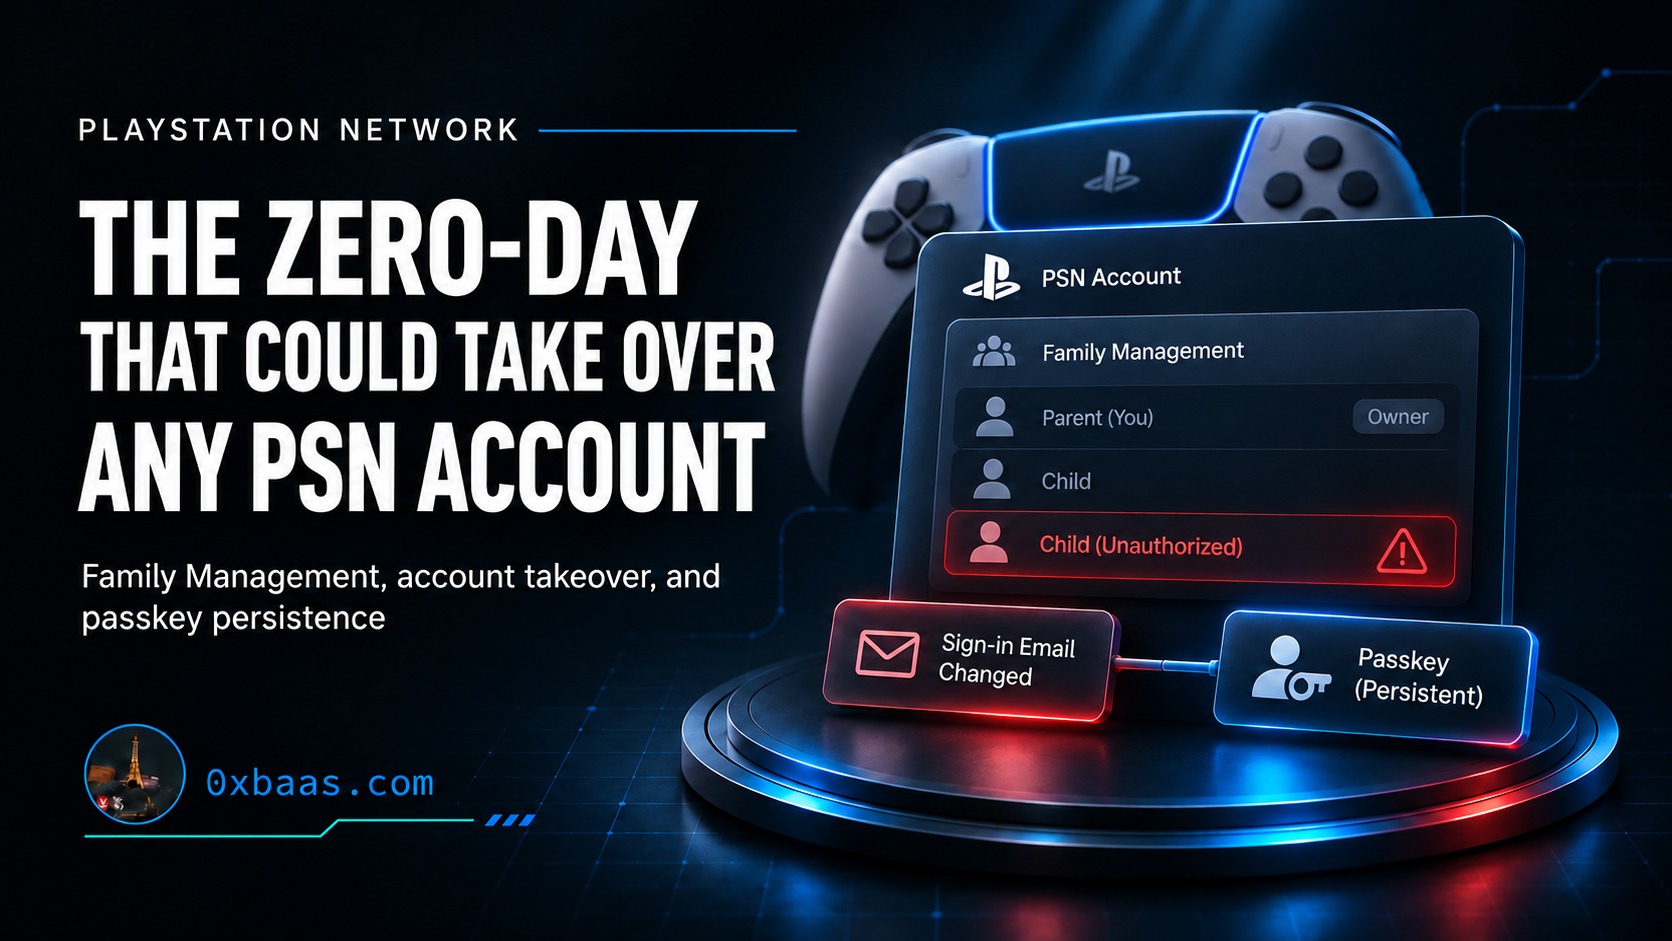 PLAYSTATION NETWORK
THE ZERO-DAY
THAT COULD TAKE OVER
ANY PSN ACCOUNT
Family Management, account takeover, and
passkey persistence
0xbaas.com
PSN Account
Family Management
Parent (You)
Owner
Child
Child (Unauthorized)
Sign-in Email
Changed
Passkey
(Persistent)